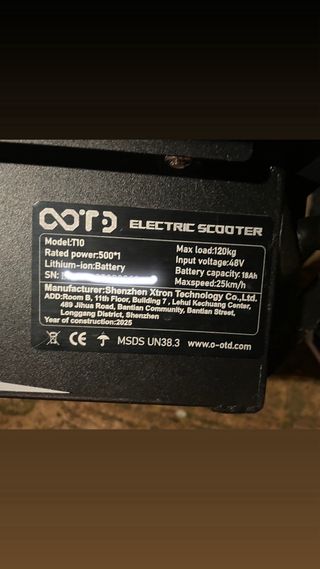 OOTD ELECTRIC SCOOTER
Model:T10 Max load:120kg
Rated power:500*1 Input voltage:48V
Lithium-ion:Battery Battery capacity:18Ah
SN: Maxspeed:25km/h
Manufacturer:Shenzhen Xtron Technology Co.,Ltd.
ADD:Room B, 11th Floor, Building 7 , Lehui Kechuang Center,
489 Jihua Road, Bantian Community, Bantian Street,
Longgang District, Shenzhen
Year of construction:2025
CE MSDS UN38.3 www.o-otd.com